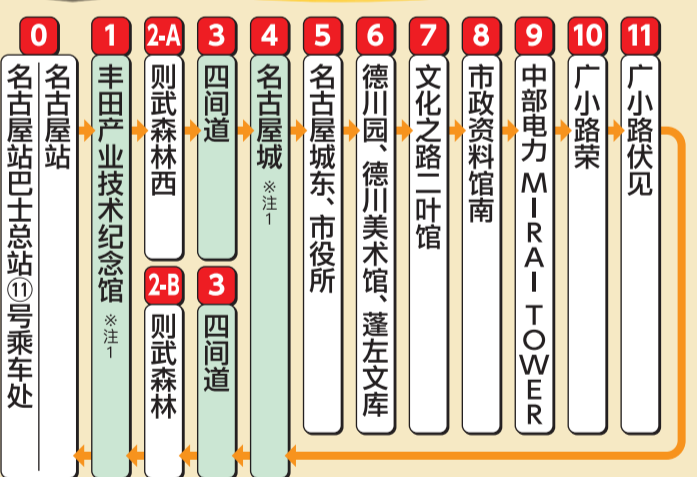 0
名古屋站
名古屋站巴士总站⑪号乘车处
1
丰田产业技术纪念馆 ※注1
2-A
则武森林西
3
四间道
4
名古屋城 ※注1
5
名古屋城东、市役所
6
德川园、德川美术馆、蓬左文库
7
文化之路二叶馆
8
市政资料馆南
9
中部电力 MIRAI TOWER
10
广小路荣
11
广小路伏见
2-B
则武森林
3
四间道